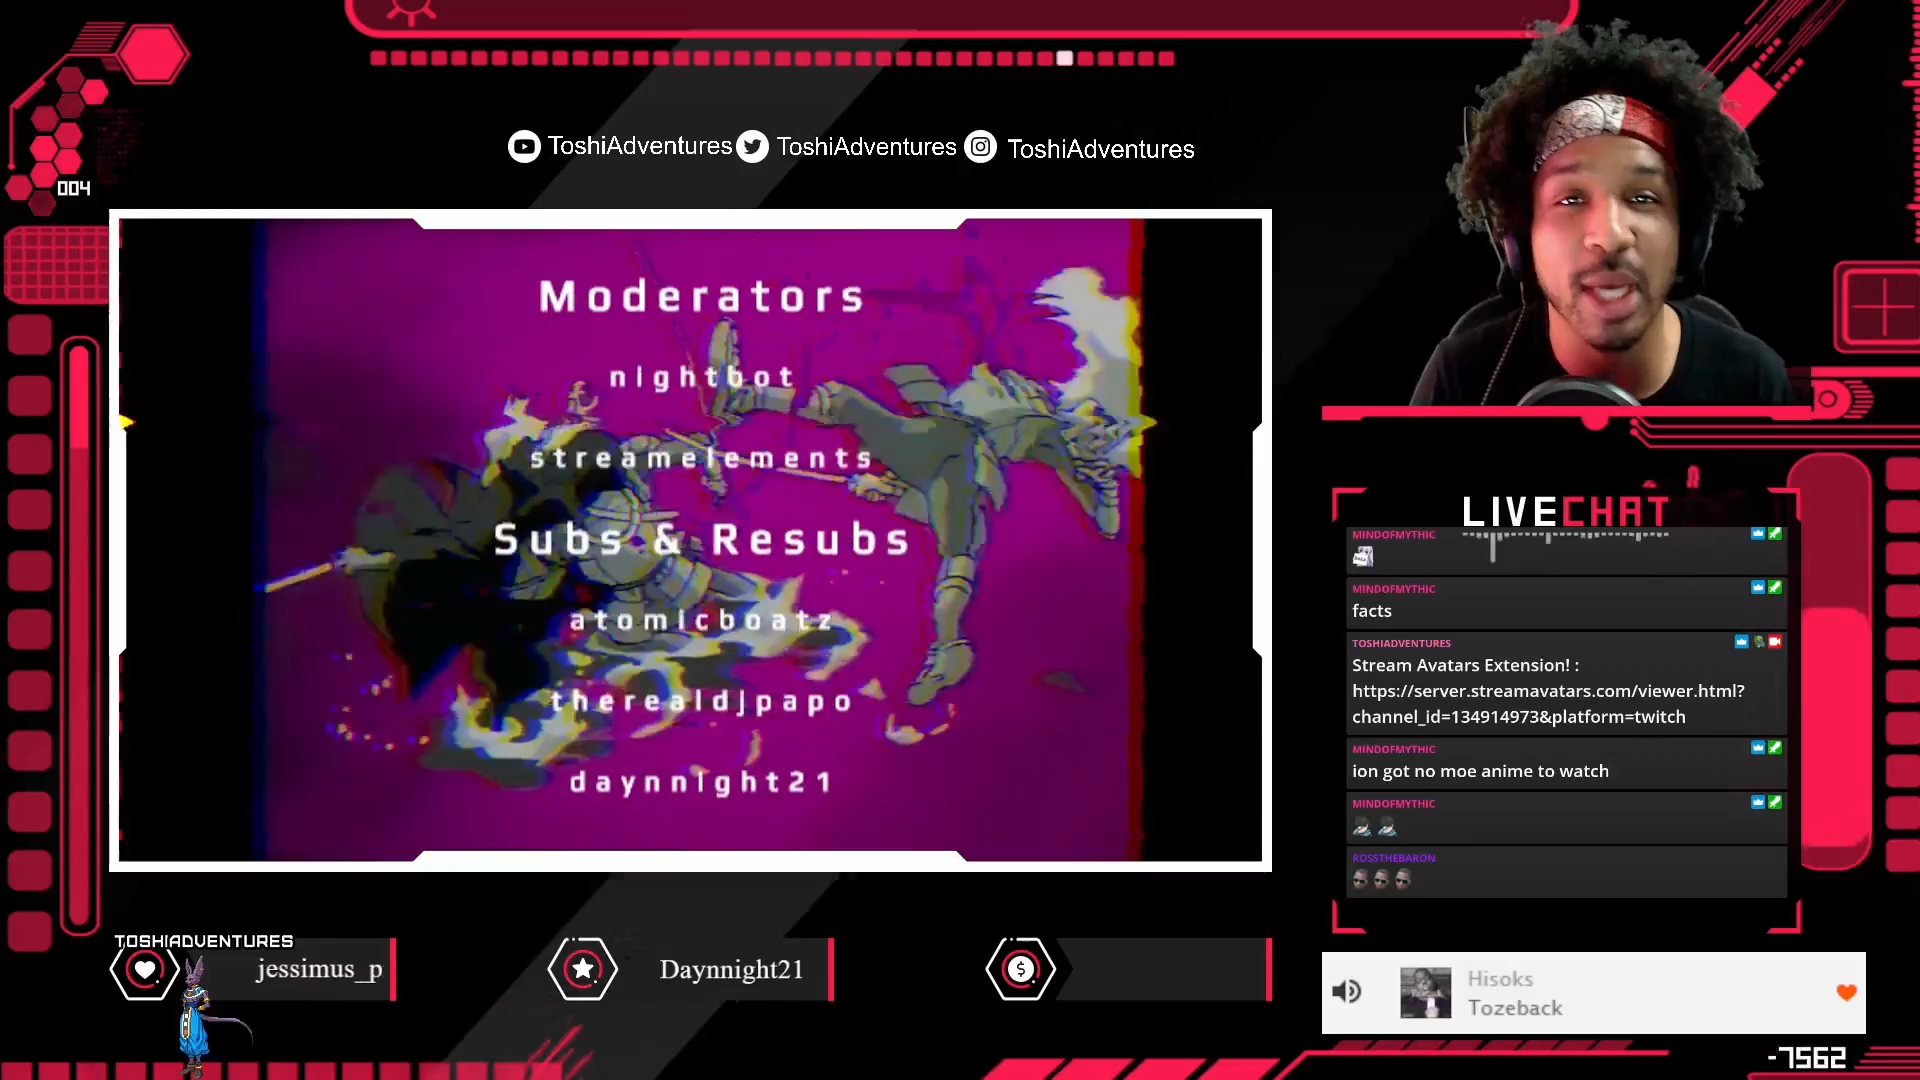 004
ToshiAdventures ToshiAdventures ToshiAdventures
Moderators
nightbot
streamelements
Subs & Resubs
atomicboatz
therealdjpapo
daynnight21
LIVECHAT
MINDOFMYTHIC
MINDOFMYTHIC
facts
TOSHIADVENTURES
Stream Avatars Extension! :
https://server.streamavatars.com/viewer.html?
channel_id=134914973&platform=twitch
MINDOFMYTHIC
ion got no moe anime to watch
MINDOFMYTHIC
ROSSTHEBARON
TOSHIADVENTURES
jessimus_p
Daynnight21
Hisoks
Tozeback
-7562